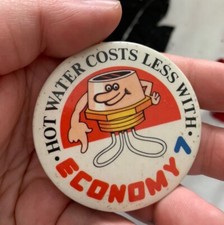 · HOT WATER COSTS LESS WITH ·
ECONOMY 7